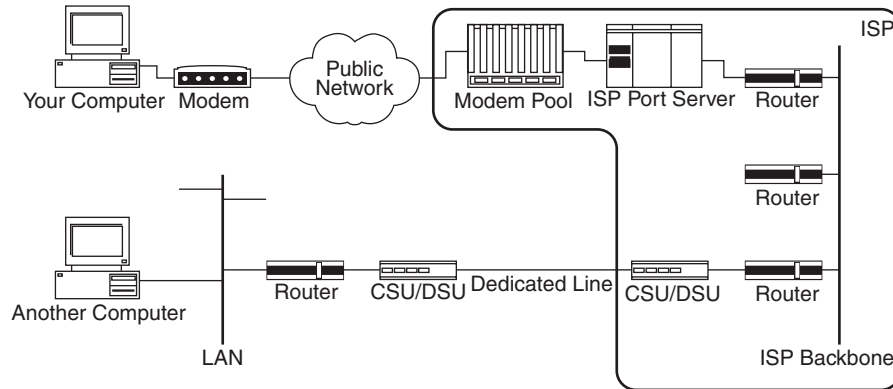 ISP
Public
Network
Your Computer
Modem
Modem Pool
ISP Port Server
Router
Router
Another Computer
Router
CSU/DSU
Dedicated Line
CSU/DSU
Router
LAN
ISP Backbone